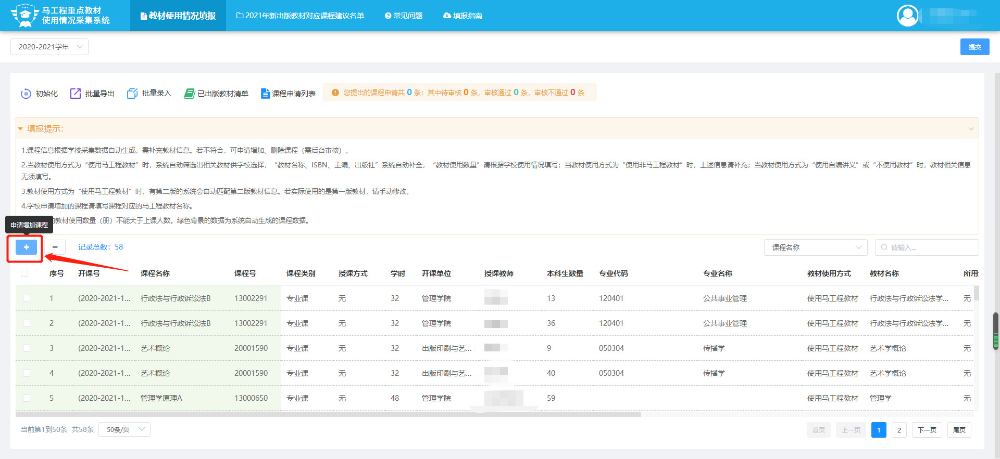 马工程重点教材
使用情况采集系统
教材使用情况填报
2021年新出版教材对应课程建议名单
常见问题
填报指南
2020-2021学年
提交
初始化
批量导出
批量录入
已出版教材清单
课程申请列表
您提出的课程申请共 0 条：其中待审核 0 条，审核通过 0 条，审核不通过 0 条
填报提示:
1.课程信息根据学校采集数据自动生成，需补充教材信息。若不符合，可申请增加、删除课程（需后台审核）。
2.当教材使用方式为“使用马工程教材”时，系统自动筛选出相关教材供学校选择，“教材名称、ISBN、主编、出版社”系统自动补全，“教材使用数量”请根据学校使用情况填写；当教材使用方式为“使用非马工程教材”时，上述信息请补充；当教材使用方式为“使用自编讲义”或“不使用教材”时，教材相关信息
无须填写。
3.教材使用方式为“使用马工程教材”时，有第二版的系统会自动匹配第二版教材信息。若实际使用的是第一版教材，请手动修改。
4.学校申请增加的课程请填写课程对应的马工程教材名称。
教材使用数量（册）不能大于上课人数。绿色背景的数据为系统自动生成的课程数据。
申请增加课程
+
-
记录总数：58
课程名称
请输入...
序号 开课号 课程名称 课程号 课程类别 授课方式 学时 开课单位 授课教师 本科生数量 专业代码 专业名称 教材使用方式 教材名称 所用
1 (2020-2021-1... 行政法与行政诉讼法B 13002291 专业课 无 32 管理学院 13 120401 公共事业管理 使用马工程教材 行政法与行政诉讼法学... 无
2 (2020-2021-1... 行政法与行政诉讼法B 13002291 专业课 无 32 管理学院 36 120401 公共事业管理 使用马工程教材 行政法与行政诉讼法学... 无
3 (2020-2021-1... 艺术概论 20001590 专业课 无 32 出版印刷与艺... 9 050304 传播学 使用马工程教材 艺术学概论 无
4 (2020-2021-1... 艺术概论 20001590 专业课 无 32 出版印刷与艺... 40 050304 传播学 使用马工程教材 艺术学概论 无
5 (2020-2021-1... 管理学原理A 13000650 专业课 无 48 管理学院 59 使用马工程教材 管理学 无
当前第1到50条 共58条
50条/页
首页
上一页
1
2
下一页
尾页